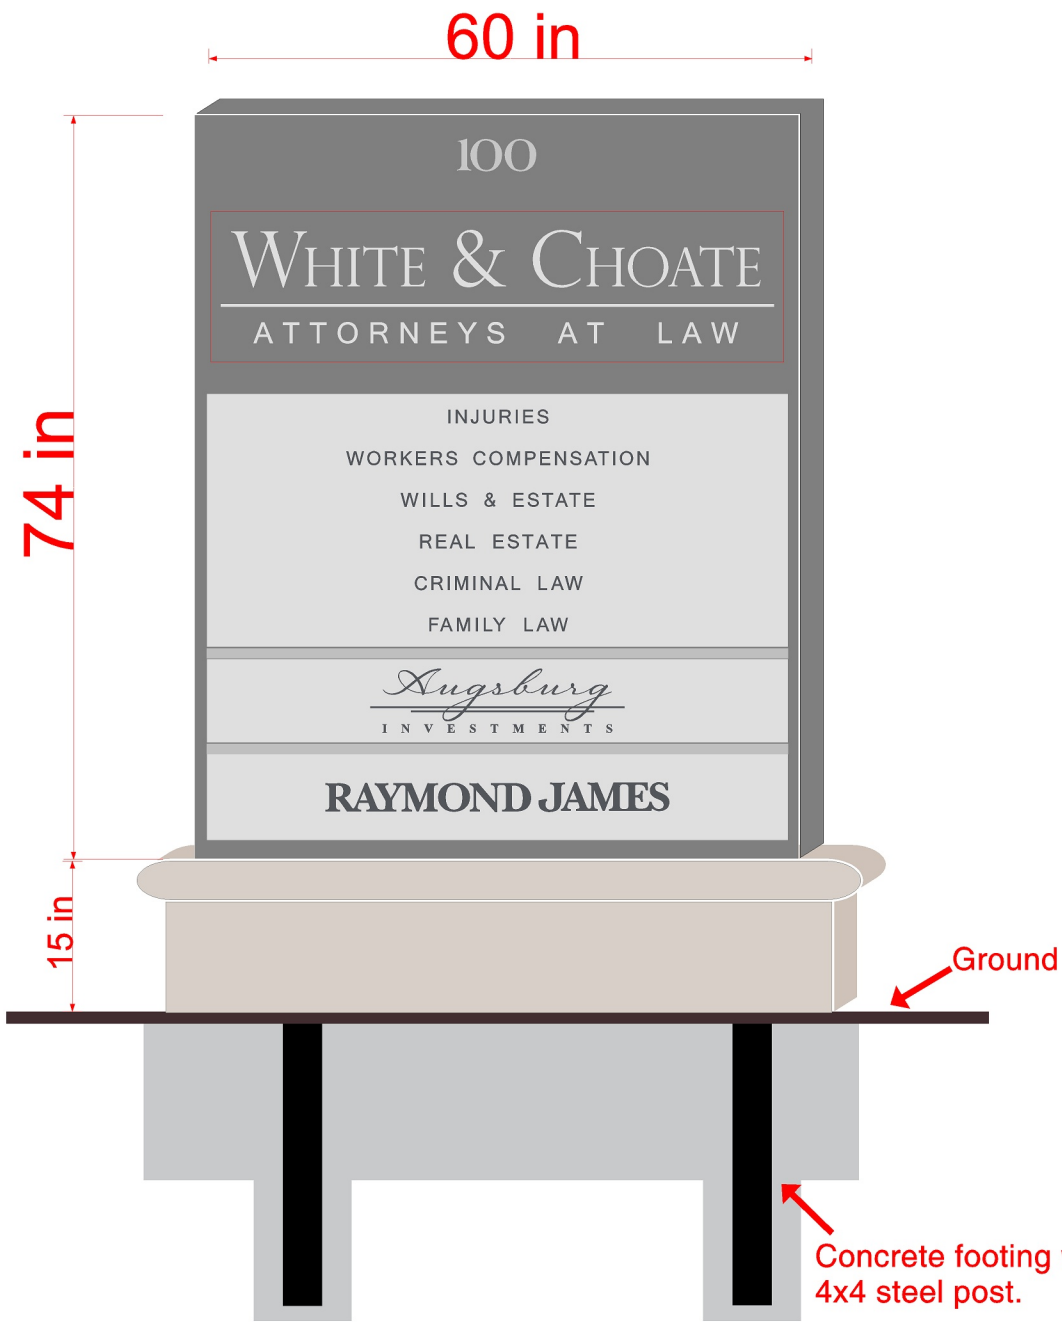 60 in
100
WHITE & CHOATE
ATTORNEYS AT LAW
74 in
INJURIES
WORKERS COMPENSATION
WILLS & ESTATE
REAL ESTATE
CRIMINAL LAW
FAMILY LAW
Augsburg
INVESTMENTS
RAYMOND JAMES
15 in
Ground
Concrete footing
4x4 steel post.